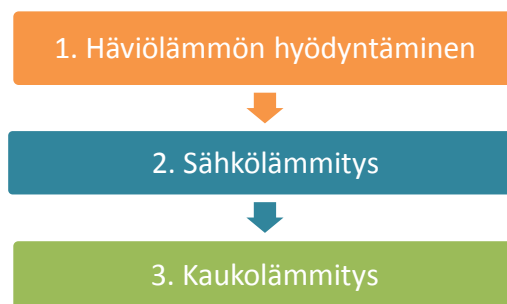 1. Häviölämmön hyödyntäminen
2. Sähkölämmitys
3. Kaukolämmitys